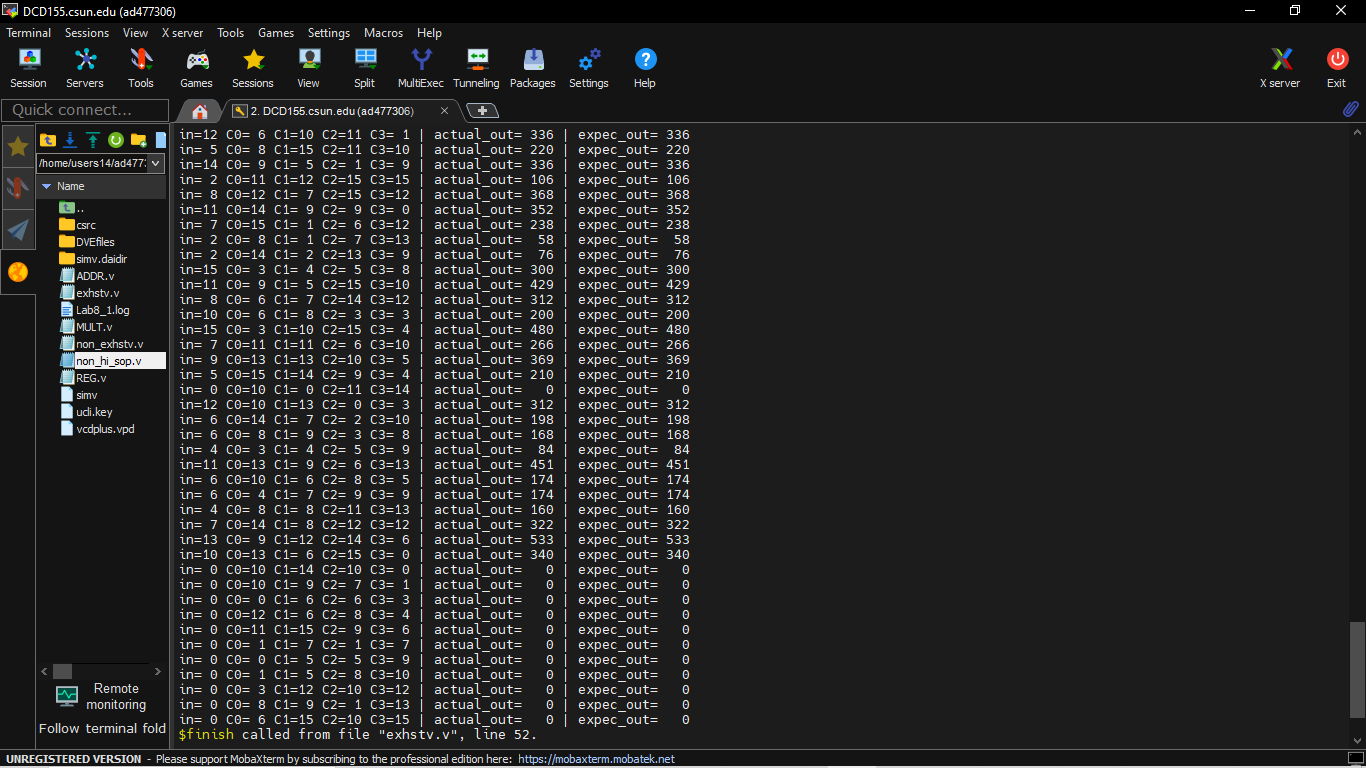 DCD155.csun.edu (ad477306)
Terminal Sessions View X server Tools Games Settings Macros Help
Session Servers Tools Games Sessions View Split MultiExec Tunneling Packages Settings Help X server Exit
Quick connect...
2. DCD155.csun.edu (ad477306)
/home/users14/ad477
Name
..
csrc
DVEfiles
simv.daidir
ADDR.v
exhstv.v
Lab8_1.log
MULT.v
non_exhstv.v
non_hi_sop.v
REG.v
simv
ucli.key
vcdplus.vpd
Remote
monitoring
Follow terminal fold
in=12 C0= 6 C1=10 C2=11 C3= 1 | actual_out= 336 | expec_out= 336
in= 5 C0= 8 C1=15 C2=11 C3=10 | actual_out= 220 | expec_out= 220
in=14 C0= 9 C1= 5 C2= 1 C3= 9 | actual_out= 336 | expec_out= 336
in= 2 C0=11 C1=12 C2=15 C3=15 | actual_out= 106 | expec_out= 106
in= 8 C0=12 C1= 7 C2=15 C3=12 | actual_out= 368 | expec_out= 368
in=11 C0=14 C1= 9 C2= 9 C3= 0 | actual_out= 352 | expec_out= 352
in= 7 C0=15 C1= 1 C2= 6 C3=12 | actual_out= 238 | expec_out= 238
in= 2 C0= 8 C1= 1 C2= 7 C3=13 | actual_out=  58 | expec_out=  58
in= 2 C0=14 C1= 2 C2=13 C3= 9 | actual_out=  76 | expec_out=  76
in=15 C0= 3 C1= 4 C2= 5 C3= 8 | actual_out= 300 | expec_out= 300
in=11 C0= 9 C1= 5 C2=15 C3=10 | actual_out= 429 | expec_out= 429
in= 8 C0= 6 C1= 7 C2=14 C3=12 | actual_out= 312 | expec_out= 312
in=10 C0= 6 C1= 8 C2= 3 C3= 3 | actual_out= 200 | expec_out= 200
in=15 C0= 3 C1=10 C2=15 C3= 4 | actual_out= 480 | expec_out= 480
in= 7 C0=11 C1=11 C2= 6 C3=10 | actual_out= 266 | expec_out= 266
in= 9 C0=13 C1=13 C2=10 C3= 5 | actual_out= 369 | expec_out= 369
in= 5 C0=15 C1=14 C2= 9 C3= 4 | actual_out= 210 | expec_out= 210
in= 0 C0=10 C1= 0 C2=11 C3=14 | actual_out=   0 | expec_out=   0
in=12 C0=10 C1=13 C2= 0 C3= 3 | actual_out= 312 | expec_out= 312
in= 6 C0=14 C1= 7 C2= 2 C3=10 | actual_out= 198 | expec_out= 198
in= 6 C0= 8 C1= 9 C2= 3 C3= 8 | actual_out= 168 | expec_out= 168
in= 4 C0= 3 C1= 4 C2= 5 C3= 9 | actual_out=  84 | expec_out=  84
in=11 C0=13 C1= 9 C2= 6 C3=13 | actual_out= 451 | expec_out= 451
in= 6 C0=10 C1= 6 C2= 8 C3= 5 | actual_out= 174 | expec_out= 174
in= 6 C0= 4 C1= 7 C2= 9 C3= 9 | actual_out= 174 | expec_out= 174
in= 4 C0= 8 C1= 8 C2=11 C3=13 | actual_out= 160 | expec_out= 160
in= 7 C0=14 C1= 8 C2=12 C3=12 | actual_out= 322 | expec_out= 322
in=13 C0= 9 C1=12 C2=14 C3= 6 | actual_out= 533 | expec_out= 533
in=10 C0=13 C1= 6 C2=15 C3= 0 | actual_out= 340 | expec_out= 340
in= 0 C0=10 C1=14 C2=10 C3= 0 | actual_out=   0 | expec_out=   0
in= 0 C0=10 C1= 9 C2= 7 C3= 1 | actual_out=   0 | expec_out=   0
in= 0 C0= 0 C1= 6 C2= 6 C3= 3 | actual_out=   0 | expec_out=   0
in= 0 C0=12 C1= 6 C2= 8 C3= 4 | actual_out=   0 | expec_out=   0
in= 0 C0=11 C1=15 C2= 9 C3= 6 | actual_out=   0 | expec_out=   0
in= 0 C0= 1 C1= 7 C2= 1 C3= 7 | actual_out=   0 | expec_out=   0
in= 0 C0= 0 C1= 5 C2= 5 C3= 9 | actual_out=   0 | expec_out=   0
in= 0 C0= 1 C1= 5 C2= 8 C3=10 | actual_out=   0 | expec_out=   0
in= 0 C0= 3 C1=12 C2=10 C3=12 | actual_out=   0 | expec_out=   0
in= 0 C0= 8 C1= 9 C2= 1 C3=13 | actual_out=   0 | expec_out=   0
in= 0 C0= 6 C1=15 C2=10 C3=15 | actual_out=   0 | expec_out=   0
$finish called from file "exhstv.v", line 52.
UNREGISTERED VERSION - Please support MobaXterm by subscribing to the professional edition here: https://mobaxterm.mobatek.net